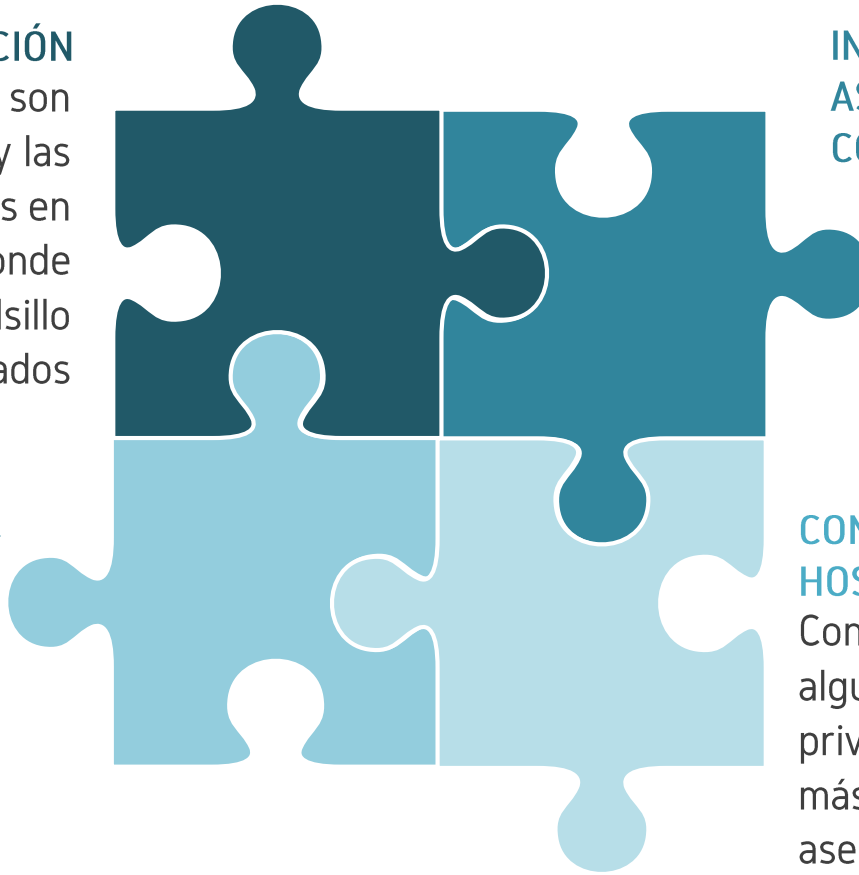 CIÓN
son
y las
s en
onde
lsillo
ados
IN
AS
CO
CON
HOS
Con
algu
priv
más
ase